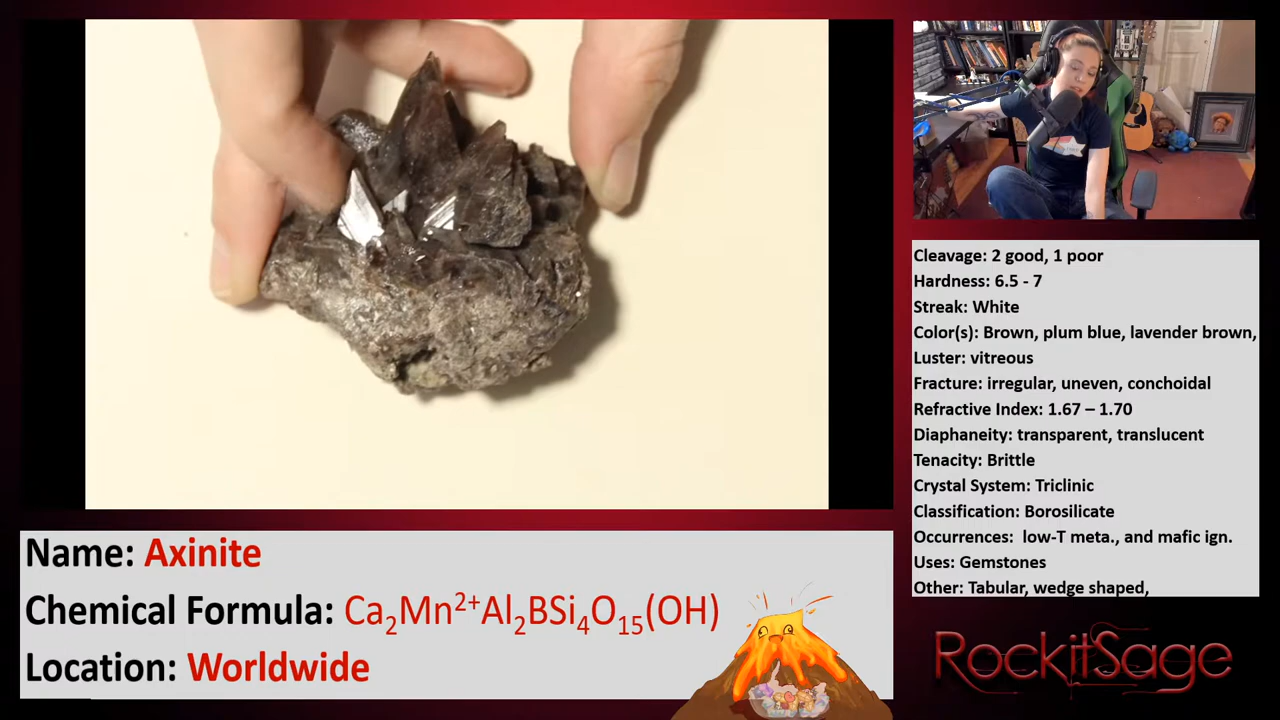 Cleavage: 2 good, 1 poor
Hardness: 6.5 - 7
Streak: White
Color(s): Brown, plum blue, lavender brown,
Luster: vitreous
Fracture: irregular, uneven, conchoidal
Refractive Index: 1.67 – 1.70
Diaphaneity: transparent, translucent
Tenacity: Brittle
Crystal System: Triclinic
Classification: Borosilicate
Occurrences: low-T meta., and mafic ign.
Uses: Gemstones
Other: Tabular, wedge shaped,
Name: Axinite
Chemical Formula: Ca₂Mn²⁺Al₂BSi₄O₁₅(OH)
Location: Worldwide
RockitSage